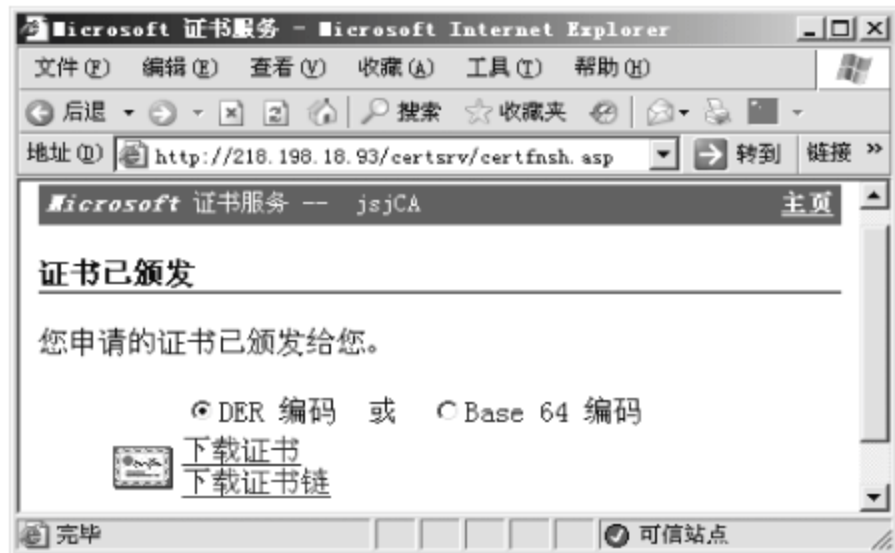 Microsoft 证书服务 - Microsoft Internet Explorer
文件(F) 编辑(E) 查看(V) 收藏(A) 工具(T) 帮助(H)
后退 搜索 收藏夹
地址(D) http://218.198.18.93/certsrv/certfnsh.asp 转到 链接 »
Microsoft 证书服务 -- jsjCA 主页
证书已颁发
您申请的证书已颁发给您。
DER 编码 或 Base 64 编码
下载证书
下载证书链
完毕 可信站点